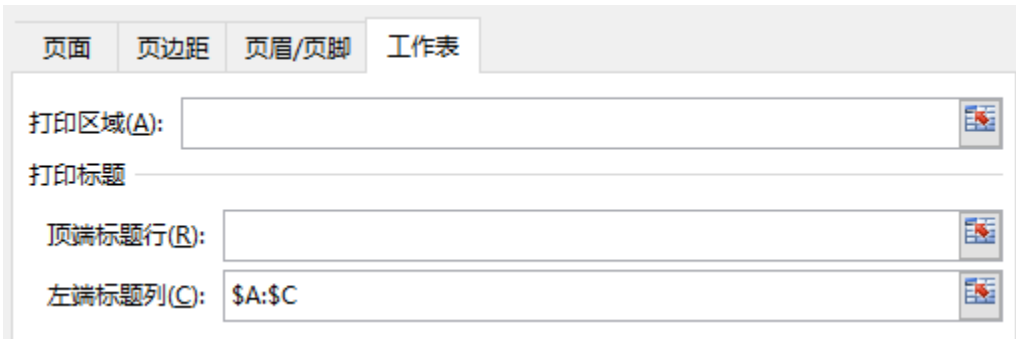 页面 页边距 页眉/页脚 工作表
打印区域(A):
打印标题
顶端标题行(R):
左端标题列(C): $A:$C